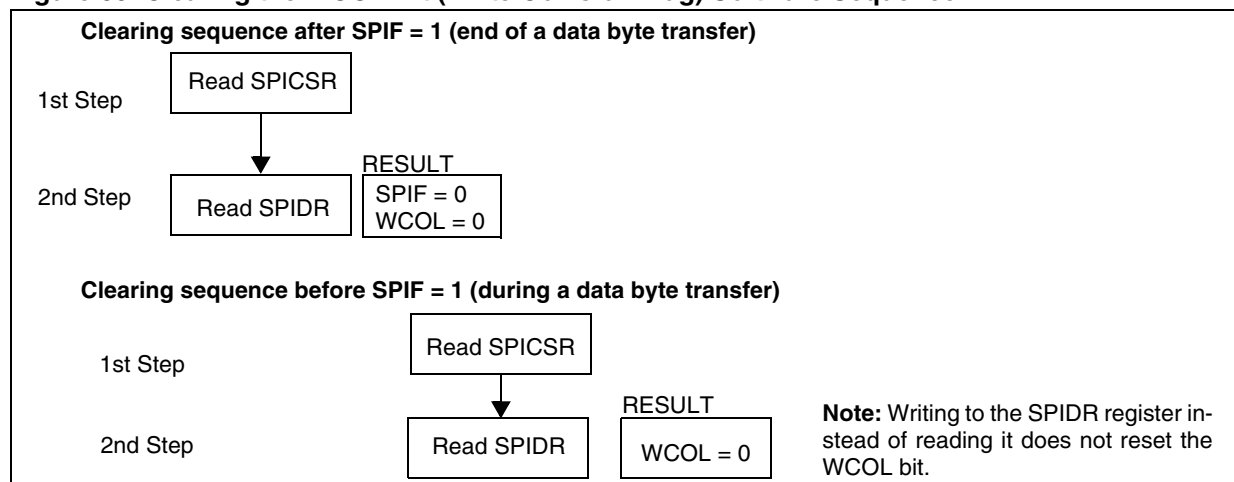 Clearing sequence after SPIF = 1 (end of a data byte transfer)
1st Step
Read SPICSR
RESULT
2nd Step
Read SPIDR
SPIF = 0
WCOL = 0
Clearing sequence before SPIF = 1 (during a data byte transfer)
1st Step
Read SPICSR
RESULT
2nd Step
Read SPIDR
WCOL = 0
Note: Writing to the SPIDR register in-
stead of reading it does not reset the
WCOL bit.